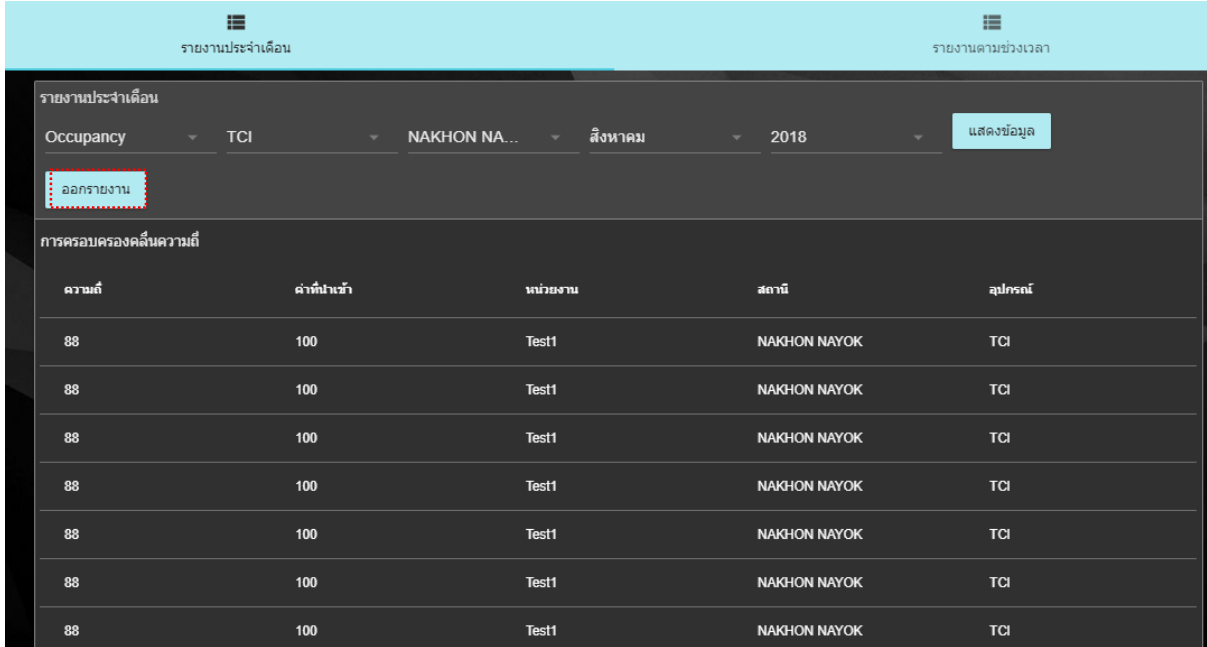 รายงานประจำเดือน
รายงานตามช่วงเวลา
รายงานประจำเดือน
Occupancy TCI NAKHON NA... สิงหาคม 2018 แสดงข้อมูล
ออกรายงาน
การครอบครองคลื่นความถี่
ความถี่ ค่าที่นำเข้า หน่วยงาน สถานี อุปกรณ์
88 100 Test1 NAKHON NAYOK TCI
88 100 Test1 NAKHON NAYOK TCI
88 100 Test1 NAKHON NAYOK TCI
88 100 Test1 NAKHON NAYOK TCI
88 100 Test1 NAKHON NAYOK TCI
88 100 Test1 NAKHON NAYOK TCI
88 100 Test1 NAKHON NAYOK TCI